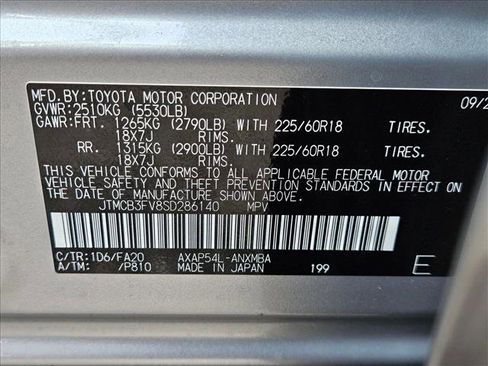 MFD.BY:TOYOTA MOTOR CORPORATION 09/2
GVWR:2510KG (5530LB)
GAWR:FRT. 1265KG (2790LB) WITH 225/60R18 TIRES.
18X7J RIMS.
RR. 1315KG (2900LB) WITH 225/60R18 TIRES.
18X7J RIMS.
THIS VEHICLE CONFORMS TO ALL APPLICABLE FEDERAL MOTOR
VEHICLE SAFETY AND THEFT PREVENTION STANDARDS IN EFFECT ON
THE DATE OF MANUFACTURE SHOWN ABOVE.
JTMCB3FV8SD286140 MPV
C/TR:1D6/FA20 AXAP54L-ANXMBA
A/TM: /P810 MADE IN JAPAN 199 E